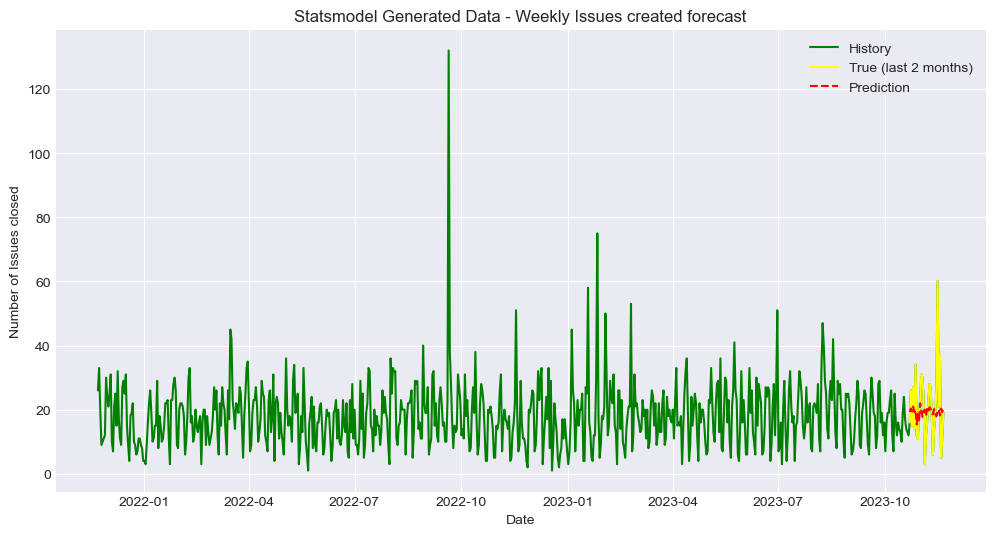 Statsmodel Generated Data - Weekly Issues created forecast
History
True (last 2 months)
Prediction
Number of Issues closed
120
100
80
60
40
20
0
2022-01 2022-04 2022-07 2022-10 2023-01 2023-04 2023-07 2023-10
Date